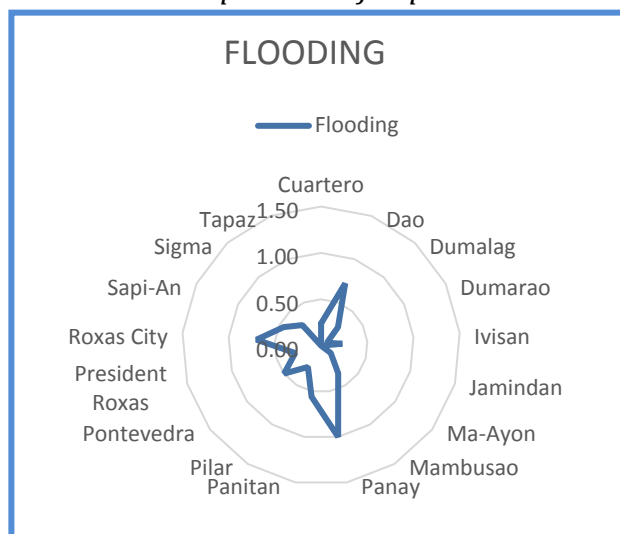 FLOODING
Flooding
Cuartero
Dao
Dumalag
Dumarao
Ivisan
Jamindan
Ma-Ayon
Mambusao
Panay
Panitan
Pilar
Pontevedra
President
Roxas
Roxas City
Sapi-An
Sigma
Tapaz
1.50
1.00
0.50
0.00